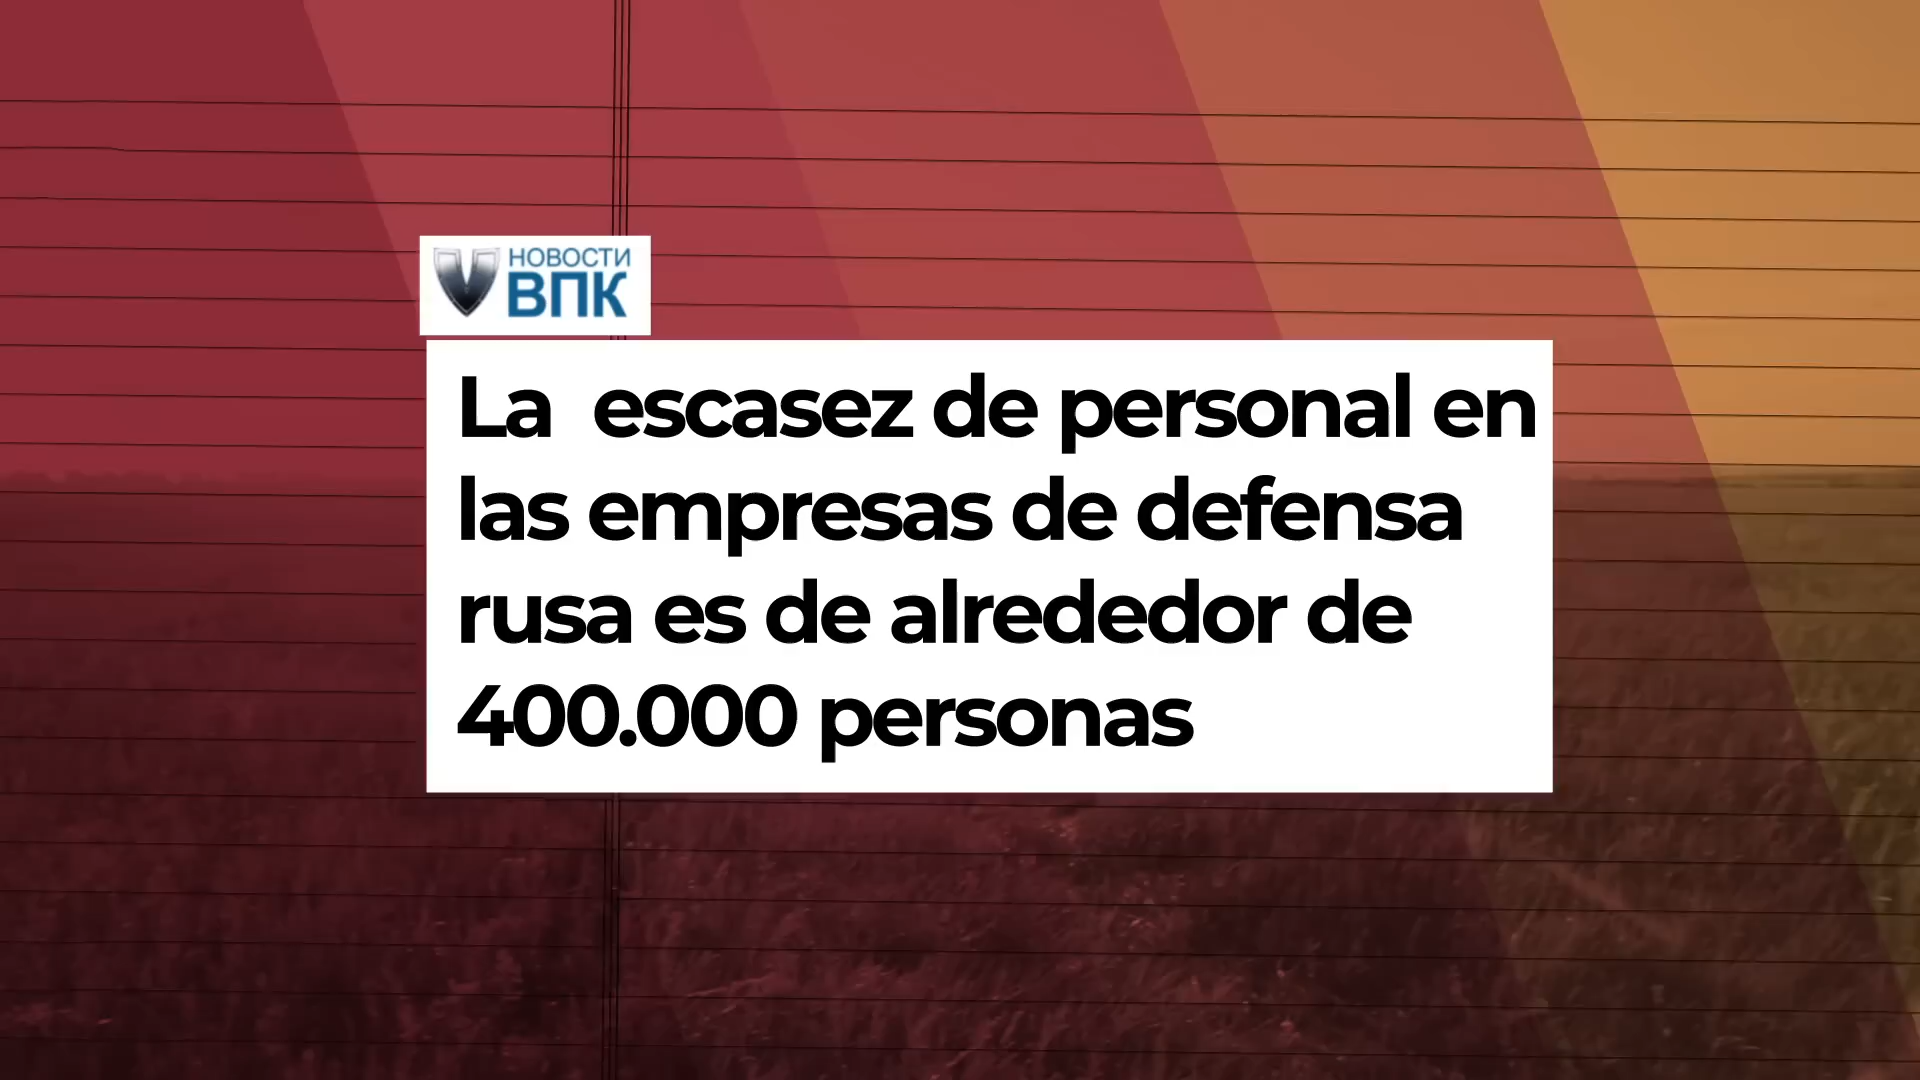 НОВОСТИ
ВПК
La  escasez de personal en
las empresas de defensa
rusa es de alrededor de
400.000 personas